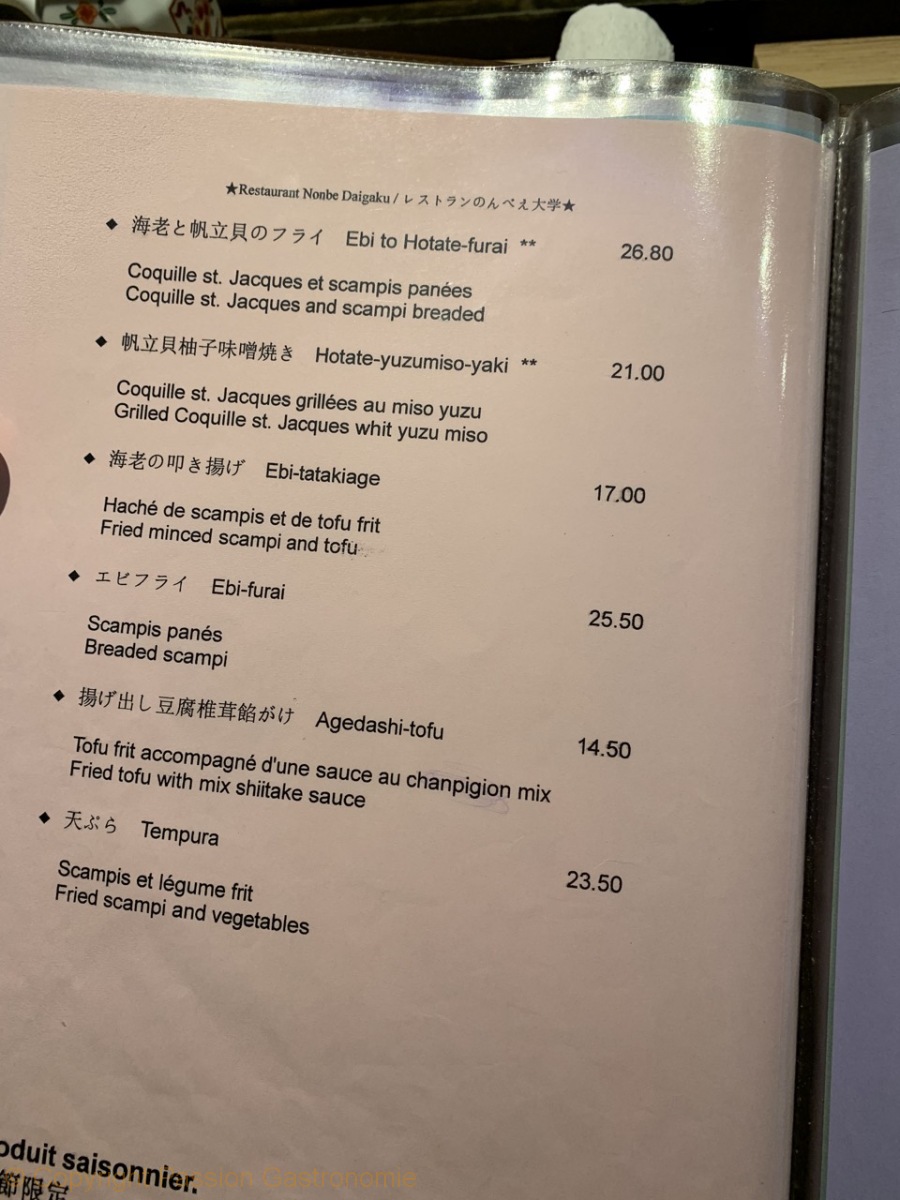 ★Restaurant Nonbe Daigaku / レストランのんべえ大学★
◆ 海老と帆立貝のフライ Ebi to Hotate-furai ** 26.80
Coquille st. Jacques et scampis panées
Coquille st. Jacques and scampi breaded
◆ 帆立貝柚子味噌焼き Hotate-yuzumiso-yaki ** 21.00
Coquille st. Jacques grillées au miso yuzu
Grilled Coquille st. Jacques whit yuzu miso
◆ 海老の叩き揚げ Ebi-tatakiage 17.00
Haché de scampis et de tofu frit
Fried minced scampi and tofu
◆ エビフライ Ebi-furai 25.50
Scampis panés
Breaded scampi
◆ 揚げ出し豆腐椎茸餡がけ Agedashi-tofu 14.50
Tofu frit accompagné d'une sauce au chanpigion mix
Fried tofu with mix shiitake sauce
◆ 天ぷら Tempura 23.50
Scampis et légume frit
Fried scampi and vegetables
oduit saisonnier.
節限定
Gastronomie